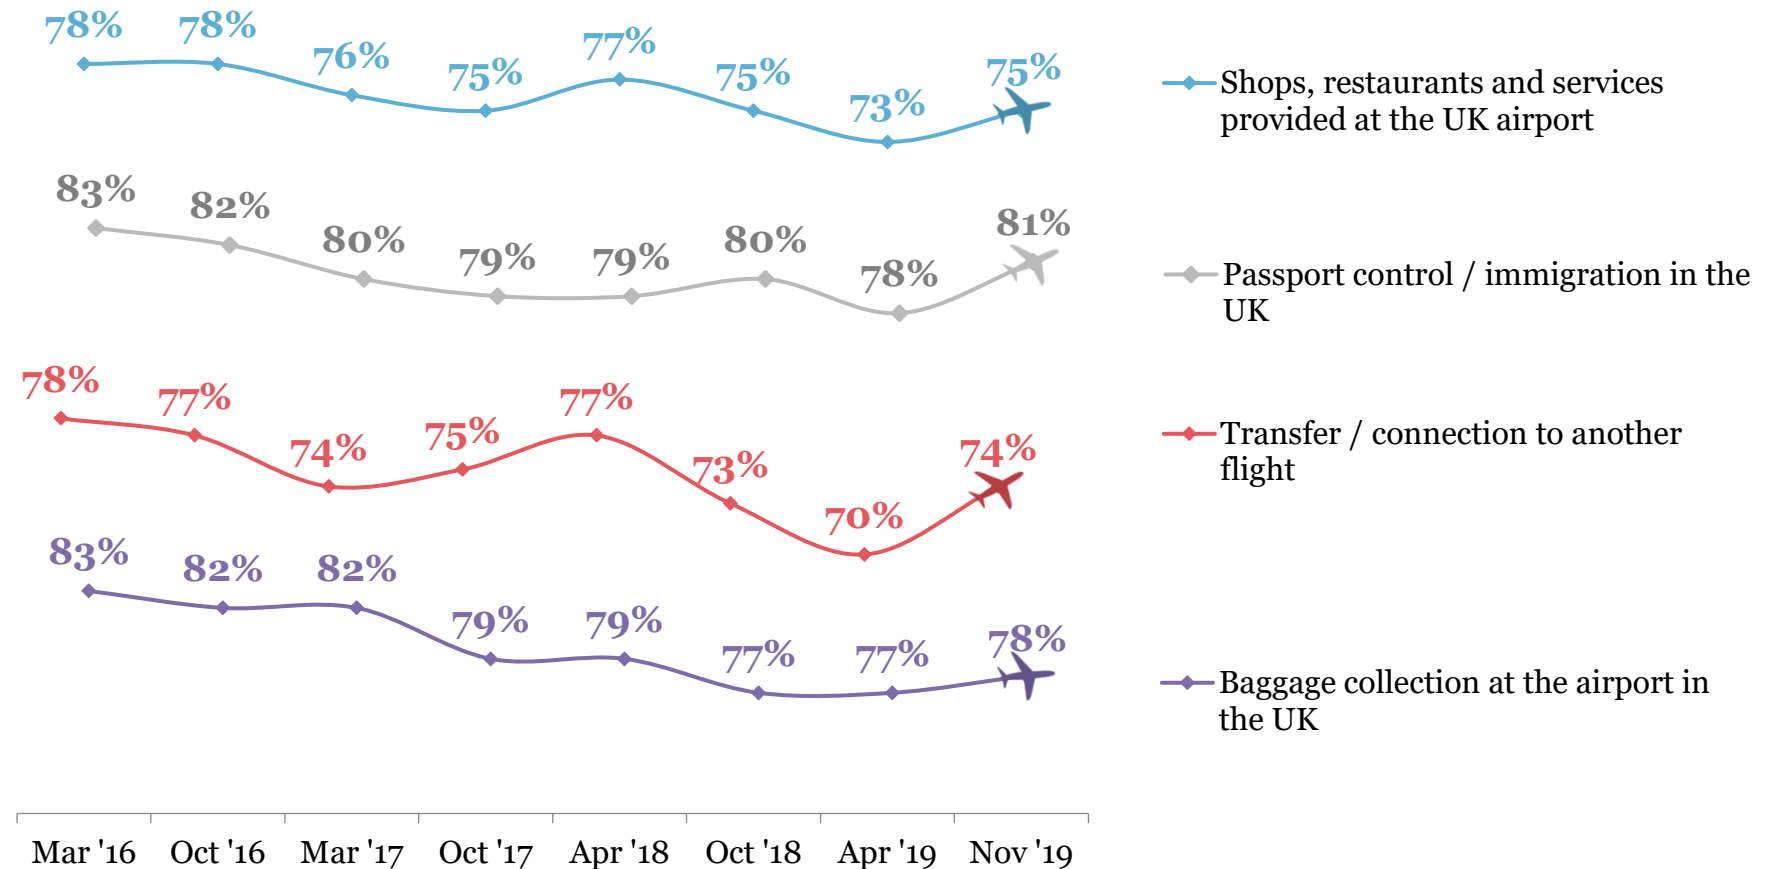 78% 78% 76% 75% 77% 75% 73% 75%
Shops, restaurants and services
provided at the UK airport
83% 82% 80% 79% 79% 80% 78% 81%
Passport control / immigration in the
UK
78% 77% 74% 75% 77% 73% 70% 74%
Transfer / connection to another
flight
83% 82% 82% 79% 79% 77% 77% 78%
Baggage collection at the airport in
the UK
Mar '16 Oct '16 Mar '17 Oct '17 Apr '18 Oct '18 Apr '19 Nov '19